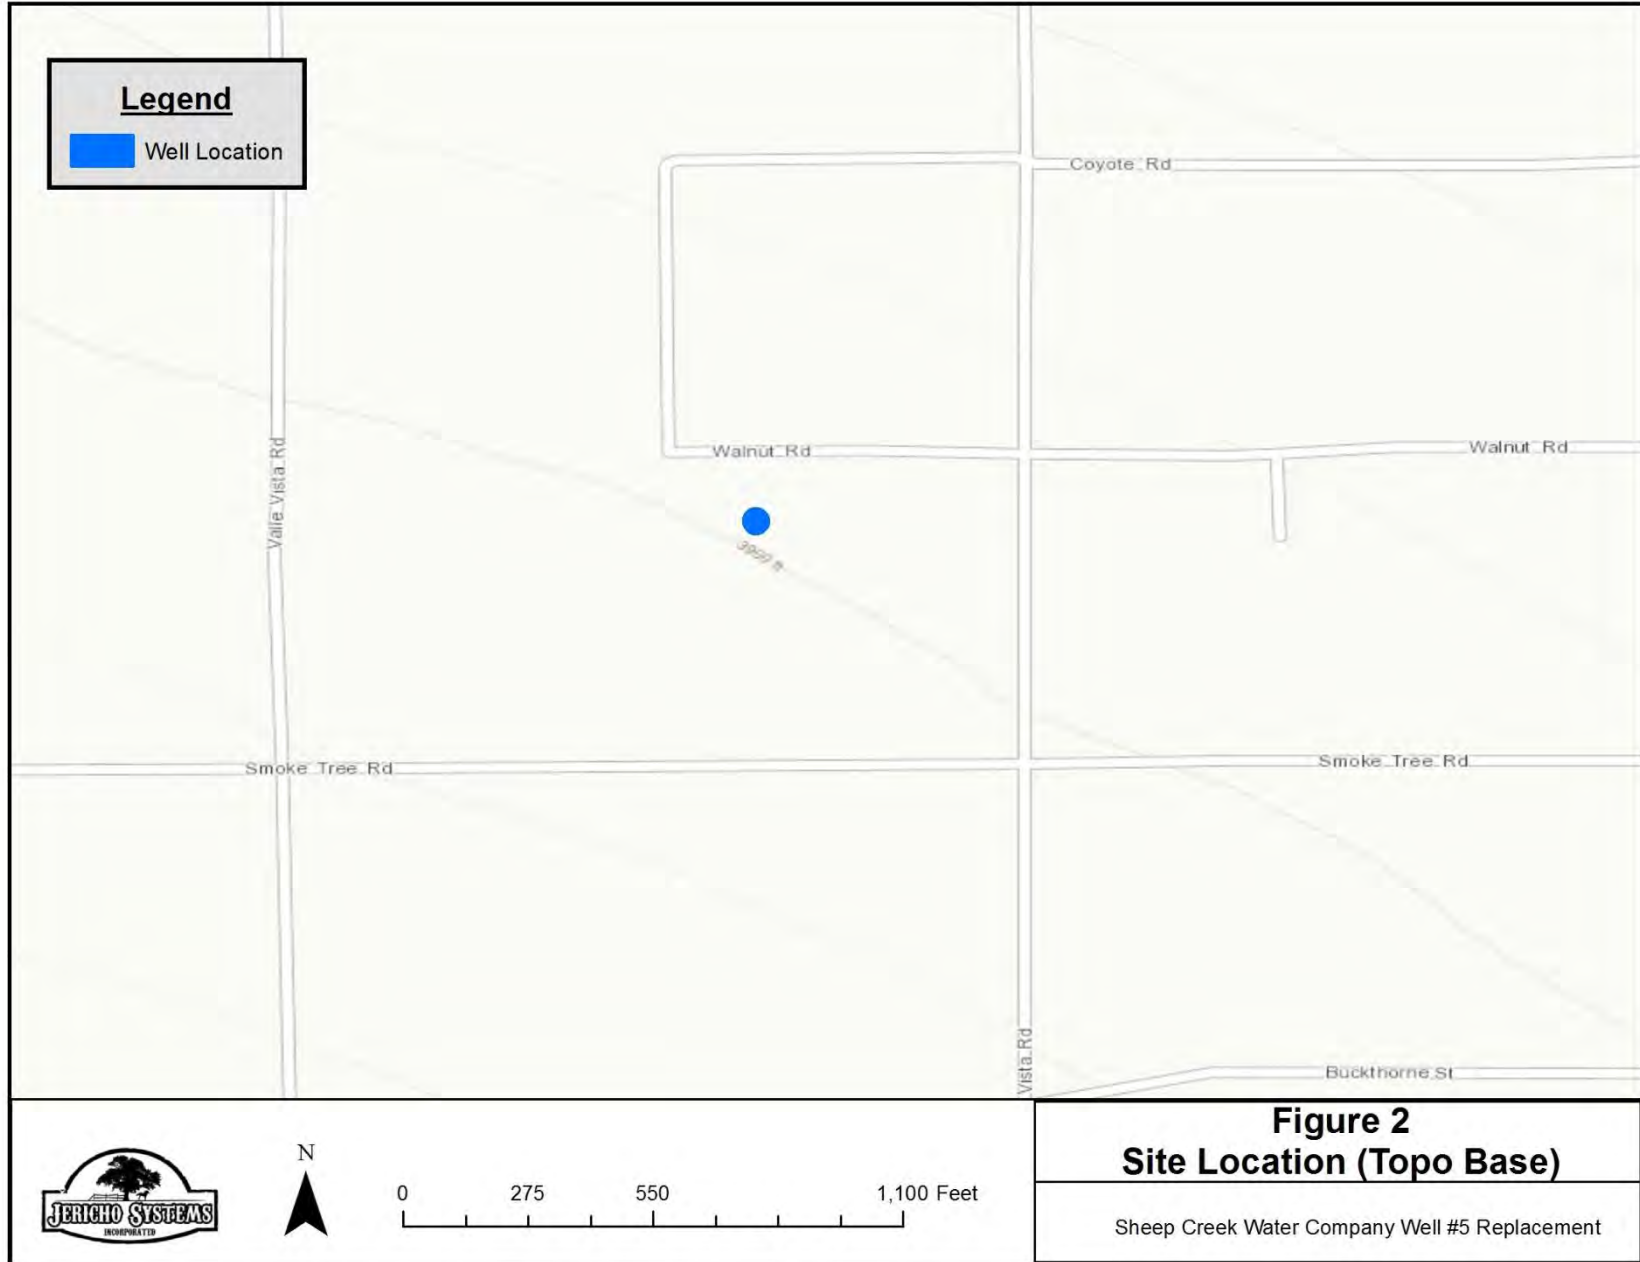 Legend
Well Location
Coyote Rd
Walnut Rd
Walnut Rd
Valle Vista Rd
Smoke Tree Rd
Smoke Tree Rd
Vista Rd
Buckthorne St
JERICHO SYSTEMS
INCORPORATED
N
0 275 550 1,100 Feet
Figure 2
Site Location (Topo Base)
Sheep Creek Water Company Well #5 Replacement